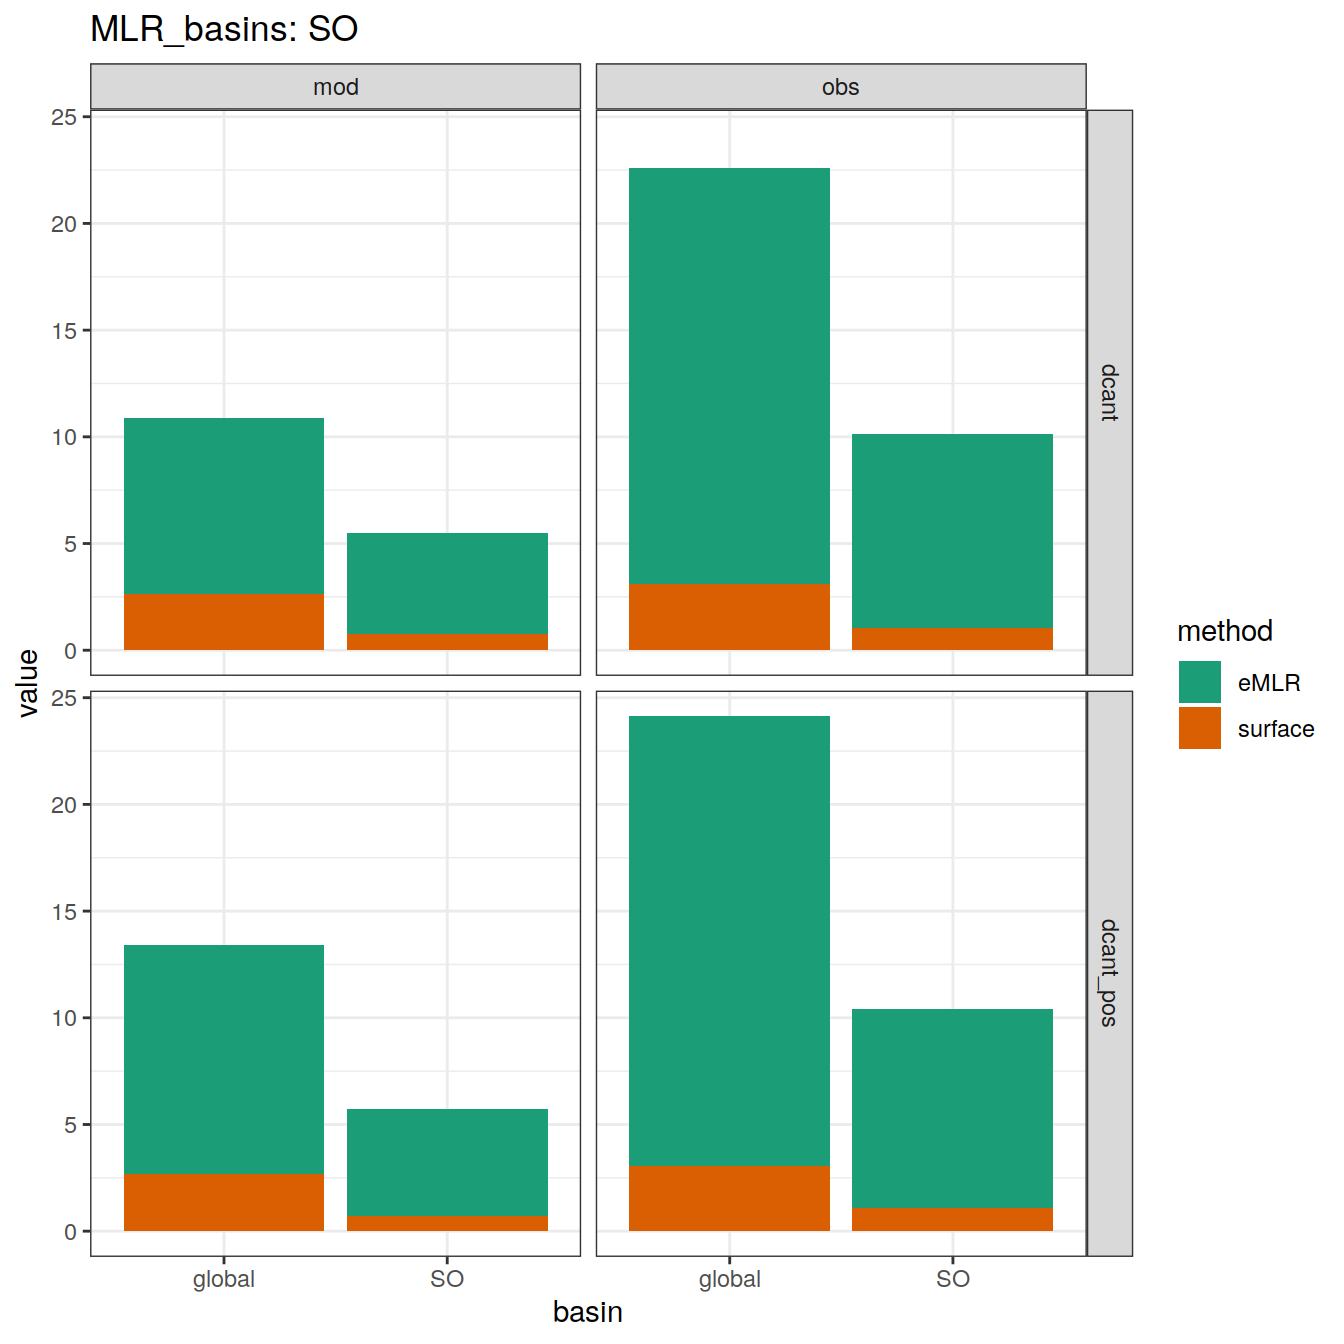 MLR_basins: SO
mod
obs
25
20
15
10
5
0
dcant
25
20
15
10
5
0
dcant_pos
value
global
SO
global
SO
basin
method
eMLR
surface